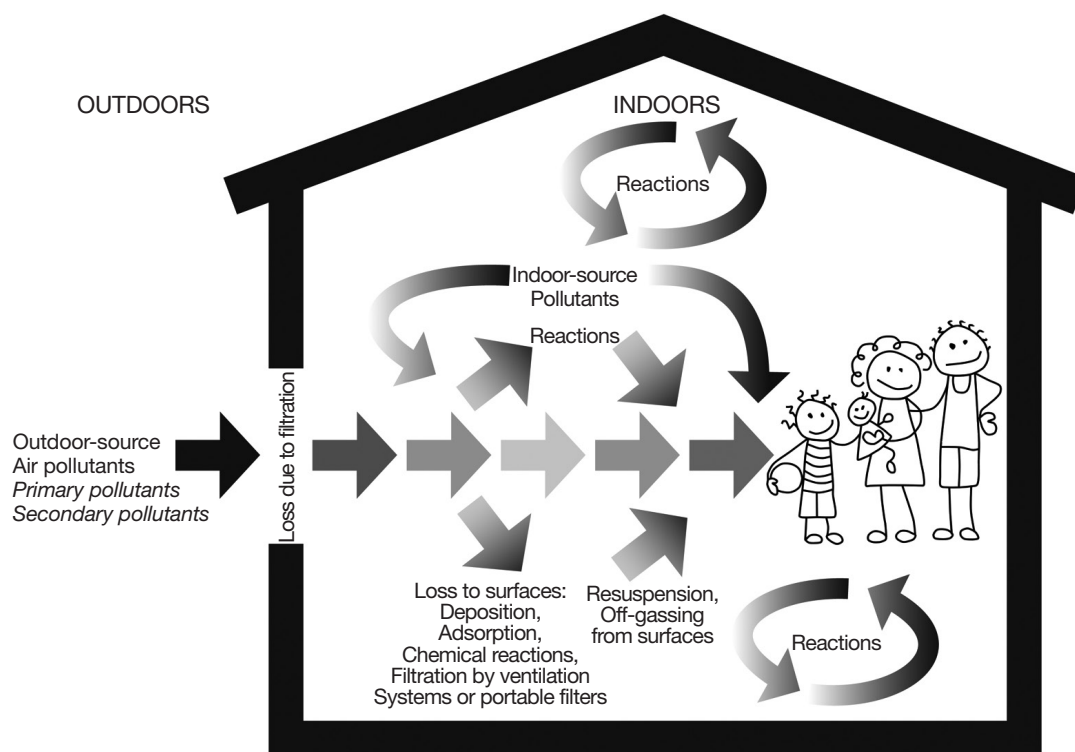 OUTDOORS
INDOORS
Reactions
Indoor-source
Pollutants
Reactions
Loss due to filtration
Outdoor-source
Air pollutants
Primary pollutants
Secondary pollutants
Loss to surfaces:
Deposition,
Adsorption,
Chemical reactions,
Filtration by ventilation
Systems or portable filters
Resuspension,
Off-gassing
from surfaces
Reactions